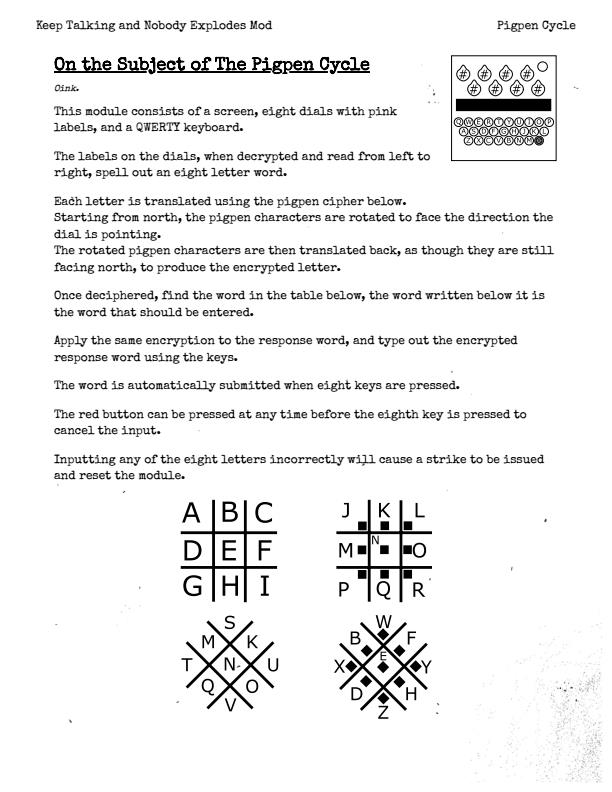 Keep Talking and Nobody Explodes Mod Pigpen Cycle
On the Subject of The Pigpen Cycle
Oink.
# # # #
# # # #
Q W E R T Y U I O P
A S D F G H J K L
Z X C V B N M
This module consists of a screen, eight dials with pink
labels, and a QWERTY keyboard.
The labels on the dials, when decrypted and read from left to
right, spell out an eight letter word.
Each letter is translated using the pigpen cipher below.
Starting from north, the pigpen characters are rotated to face the direction the
dial is pointing.
The rotated pigpen characters are then translated back, as though they are still
facing north, to produce the encrypted letter.
Once deciphered, find the word in the table below, the word written below it is
the word that should be entered.
Apply the same encryption to the response word, and type out the encrypted
response word using the keys.
The word is automatically submitted when eight keys are pressed.
The red button can be pressed at any time before the eighth key is pressed to
cancel the input.
Inputting any of the eight letters incorrectly will cause a strike to be issued
and reset the module.
A B C
D E F
G H I
J K L
M N O
P Q R
S
M K
T N U
Q O
V
W
B F
X E Y
D H
Z